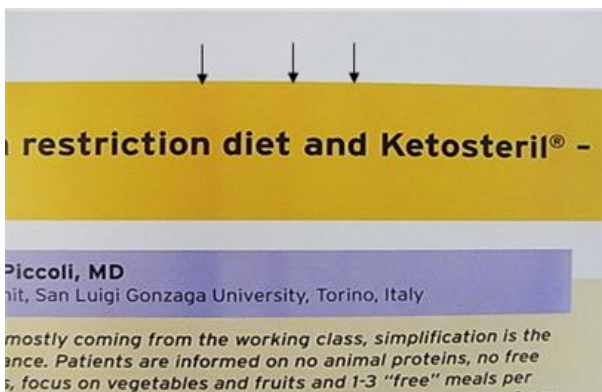 restriction diet and Ketosteril® –
Piccoli, MD
San Luigi Gonzaga University, Torino, Italy
mostly coming from the working class, simplification is the
Patients are informed on no animal proteins, no free
focus on vegetables and fruits and 1-3 “free” meals per